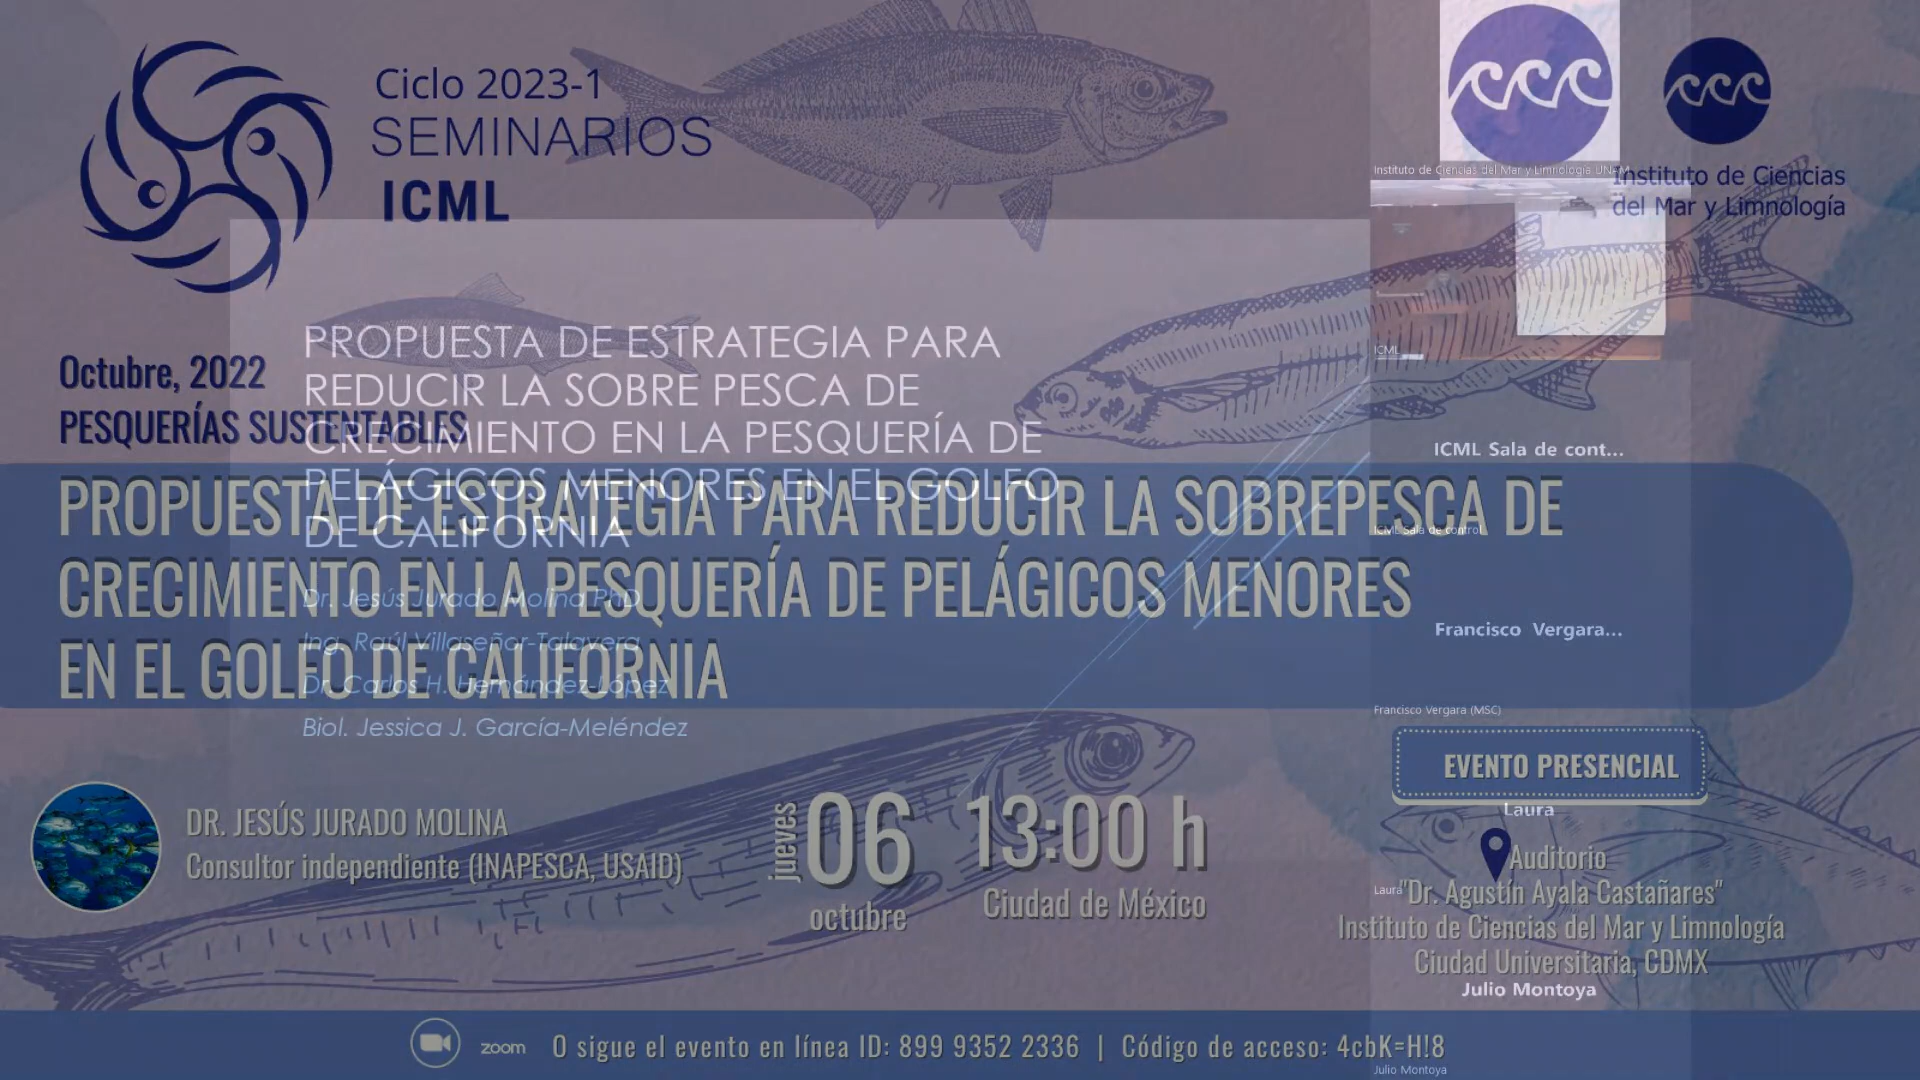 Ciclo 2023-1
SEMINARIOS
ICML
Instituto de Ciencias del Mar y Limnología UNAM
Instituto de Ciencias
del Mar y Limnología
ICML
Octubre, 2022
PESQUERÍAS SUSTENTABLES
PROPUESTA DE ESTRATEGIA PARA
REDUCIR LA SOBRE PESCA DE
CRECIMIENTO EN LA PESQUERÍA DE
PELÁGICOS MENORES EN EL GOLFO
DE CALIFORNIA
Dr. Jesús Jurado Molina PhD
Ing. Raúl Villaseñor-Talavera
Dr. Carlos H. Hernández-López
Biol. Jessica J. García-Meléndez
PROPUESTA DE ESTRATEGIA PARA REDUCIR LA SOBREPESCA DE
CRECIMIENTO EN LA PESQUERÍA DE PELÁGICOS MENORES
EN EL GOLFO DE CALIFORNIA
ICML Sala de cont...
ICML Sala de control
Francisco Vergara...
Francisco Vergara (MSC)
DR. JESÚS JURADO MOLINA
Consultor independiente (INAPESCA, USAID)
jueves
06
octubre
13:00 h
Ciudad de México
EVENTO PRESENCIAL
Laura
Auditorio
Laura
"Dr. Agustín Ayala Castañares"
Instituto de Ciencias del Mar y Limnología
Ciudad Universitaria, CDMX
Julio Montoya
zoom
O sigue el evento en línea ID: 899 9352 2336 | Código de acceso: 4cbK=H!8
Julio Montoya